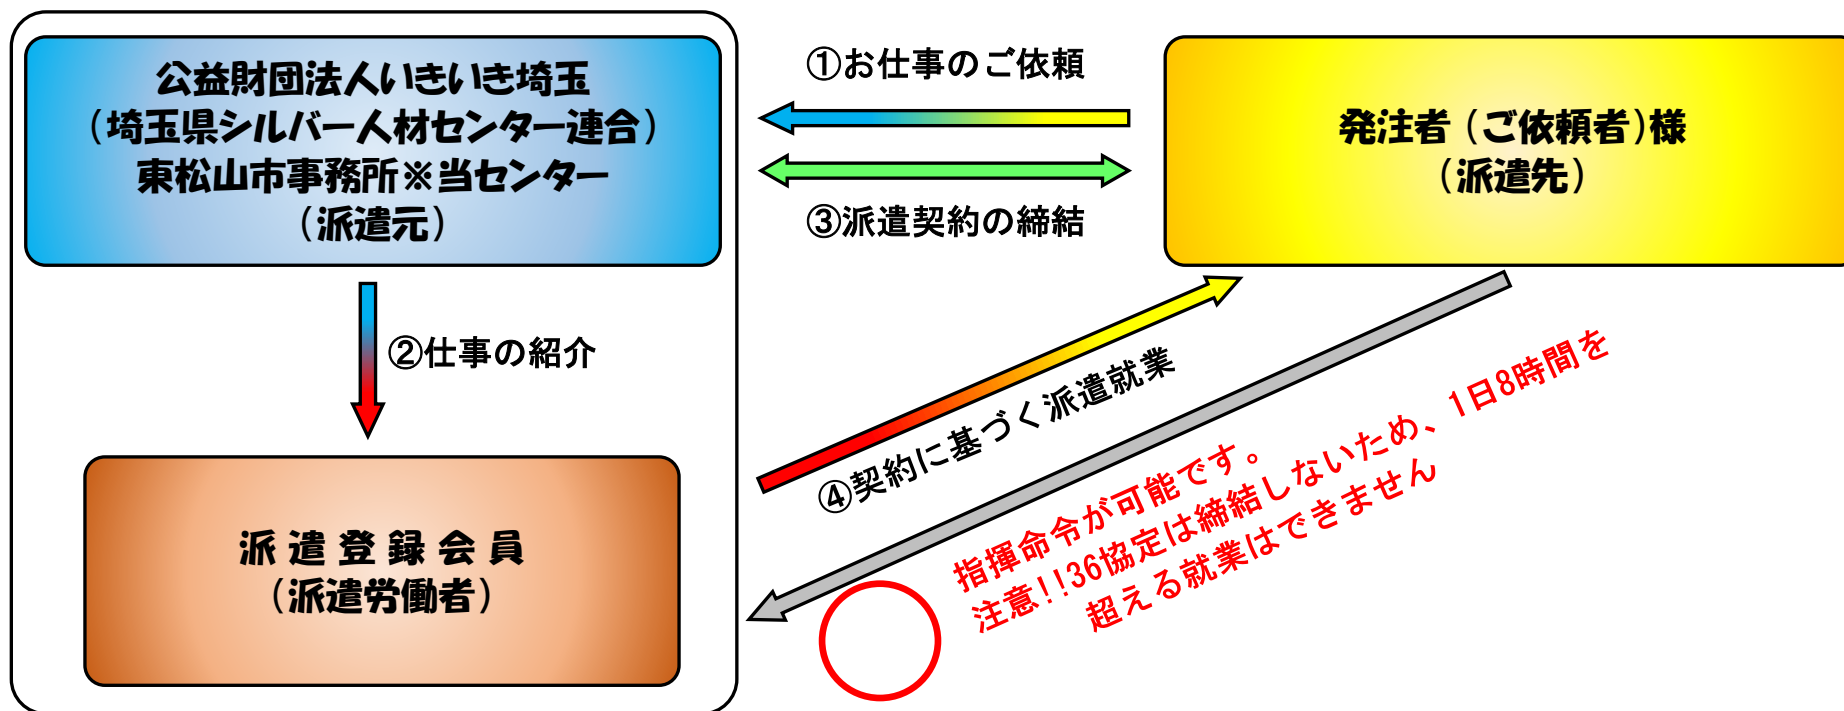 公益財団法人いきいき埼玉
（埼玉県シルバー人材センター連合）
東松山市事務所※当センター
（派遣元）
①お仕事のご依頼
③派遣契約の締結
発注者（ご依頼者）様
（派遣先）
②仕事の紹介
④契約に基づく派遣就業
指揮命令が可能です。
注意！！36協定は締結しないため、1日8時間を
超える就業はできません
派遣登録会員
（派遣労働者）